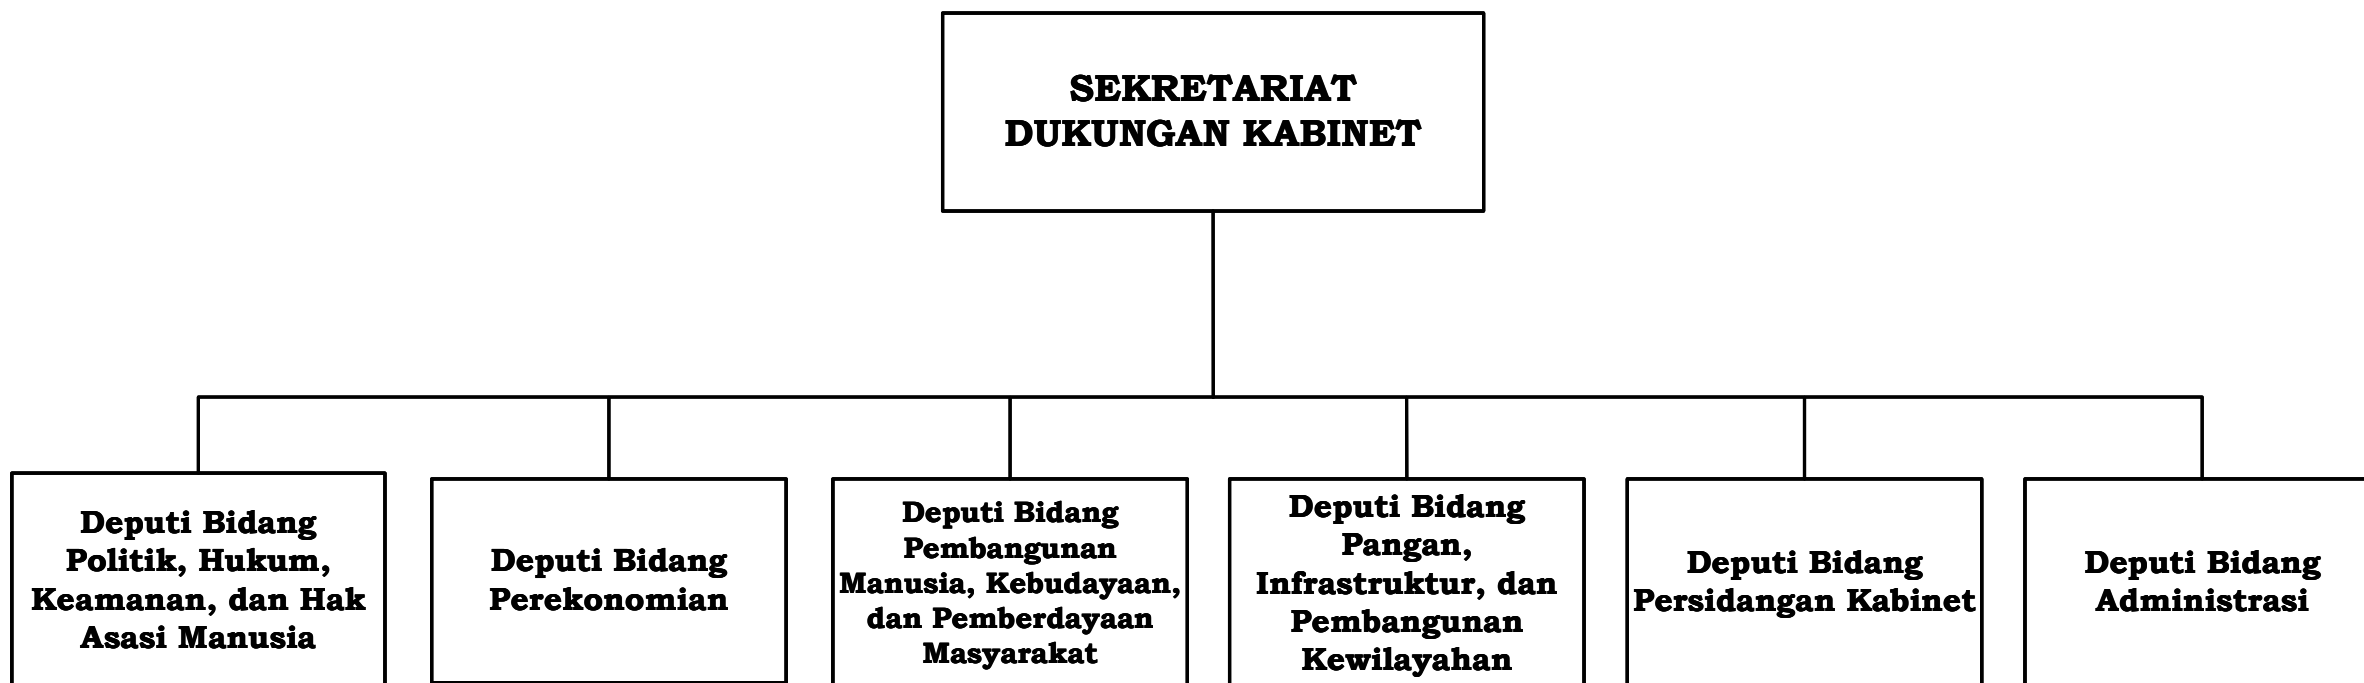 SEKRETARIAT
DUKUNGAN KABINET
Deputi Bidang
Politik, Hukum,
Keamanan, dan Hak
Asasi Manusia
Deputi Bidang
Perekonomian
Deputi Bidang
Pembangunan
Manusia, Kebudayaan,
dan Pemberdayaan
Masyarakat
Deputi Bidang
Pangan,
Infrastruktur, dan
Pembangunan
Kewilayahan
Deputi Bidang
Persidangan Kabinet
Deputi Bidang
Administrasi